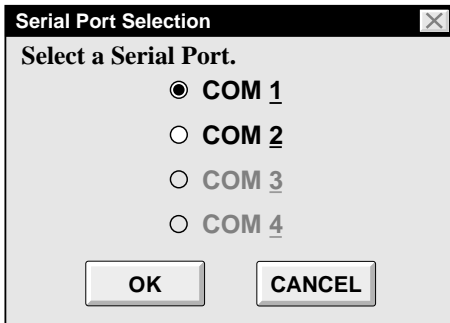 Serial Port Selection
Select a Serial Port.
COM 1
COM 2
COM 3
COM 4
OK CANCEL